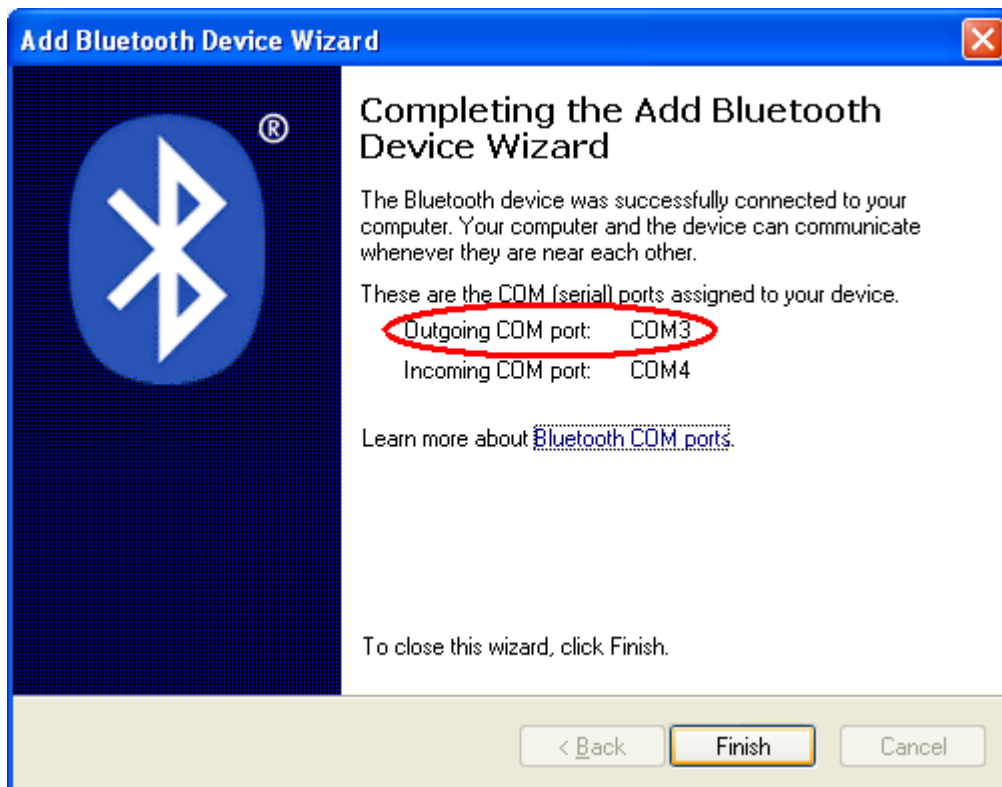 Add Bluetooth Device Wizard
®
Completing the Add Bluetooth
Device Wizard
The Bluetooth device was successfully connected to your
computer. Your computer and the device can communicate
whenever they are near each other.
These are the COM (serial) ports assigned to your device.
Outgoing COM port: COM3
Incoming COM port: COM4
Learn more about Bluetooth COM ports.
To close this wizard, click Finish.
< Back Finish Cancel